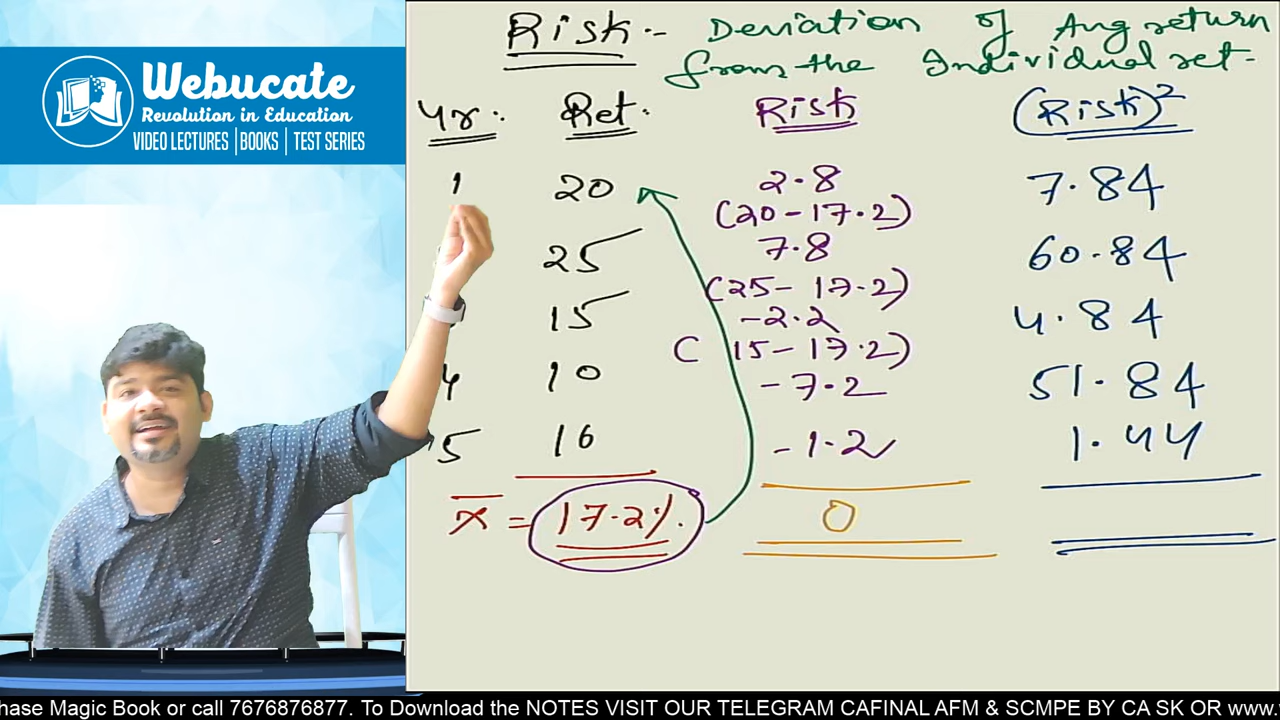 Webucate
Revolution in Education
VIDEO LECTURES | BOOKS | TEST SERIES
Risk:- Deviation of Avg return
from the Individual ret.
Yr. Ret. Risk (Risk)²
1 20 2.8 7.84
(20-17.2)
25 7.8 60.84
(25-17.2)
15 -2.2 4.84
(15-17.2)
4 10 -7.2 51.84
5 16 -1.2 1.44
x̄ = 17.2%. 0
hase Magic Book or call 7676876877. To Download the NOTES VISIT OUR TELEGRAM CAFINAL AFM & SCMPE BY CA SK OR www.